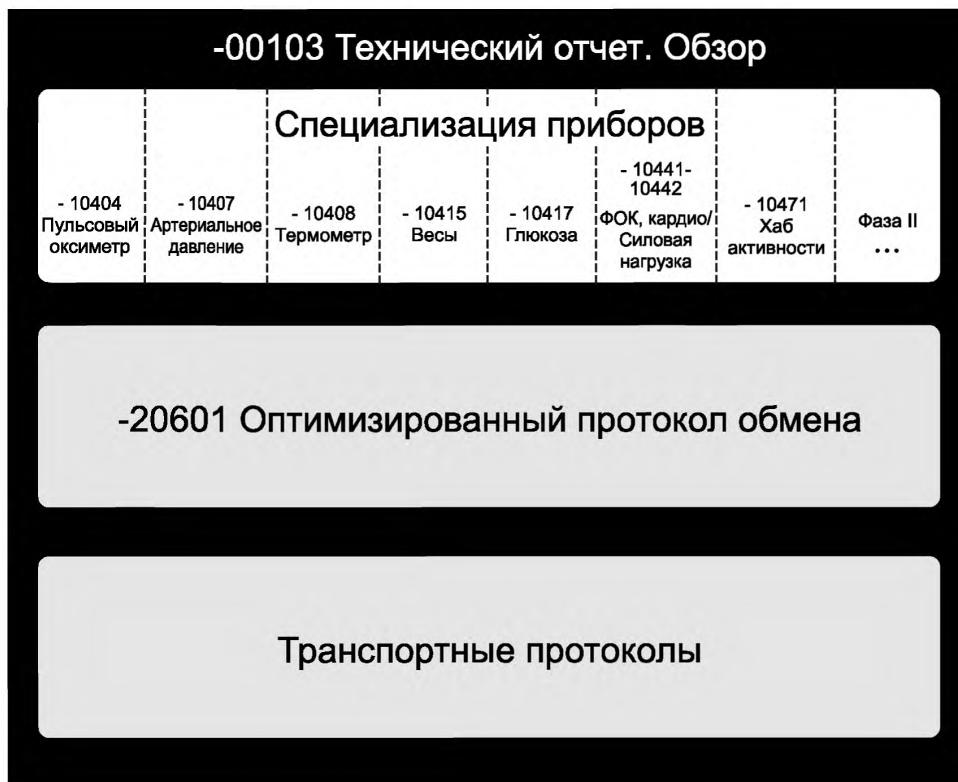 -00103 Технический отчет. Обзор
Специализация приборов
- 10404
Пульсовый
оксиметр
- 10407
Артериальное
давление
- 10408
Термометр
- 10415
Весы
- 10417
Глюкоза
- 10441-
10442
ФОК, кардио/
Силовая
нагрузка
- 10471
Хаб
активности
Фаза II
...
-20601 Оптимизированный протокол обмена
Транспортные протоколы